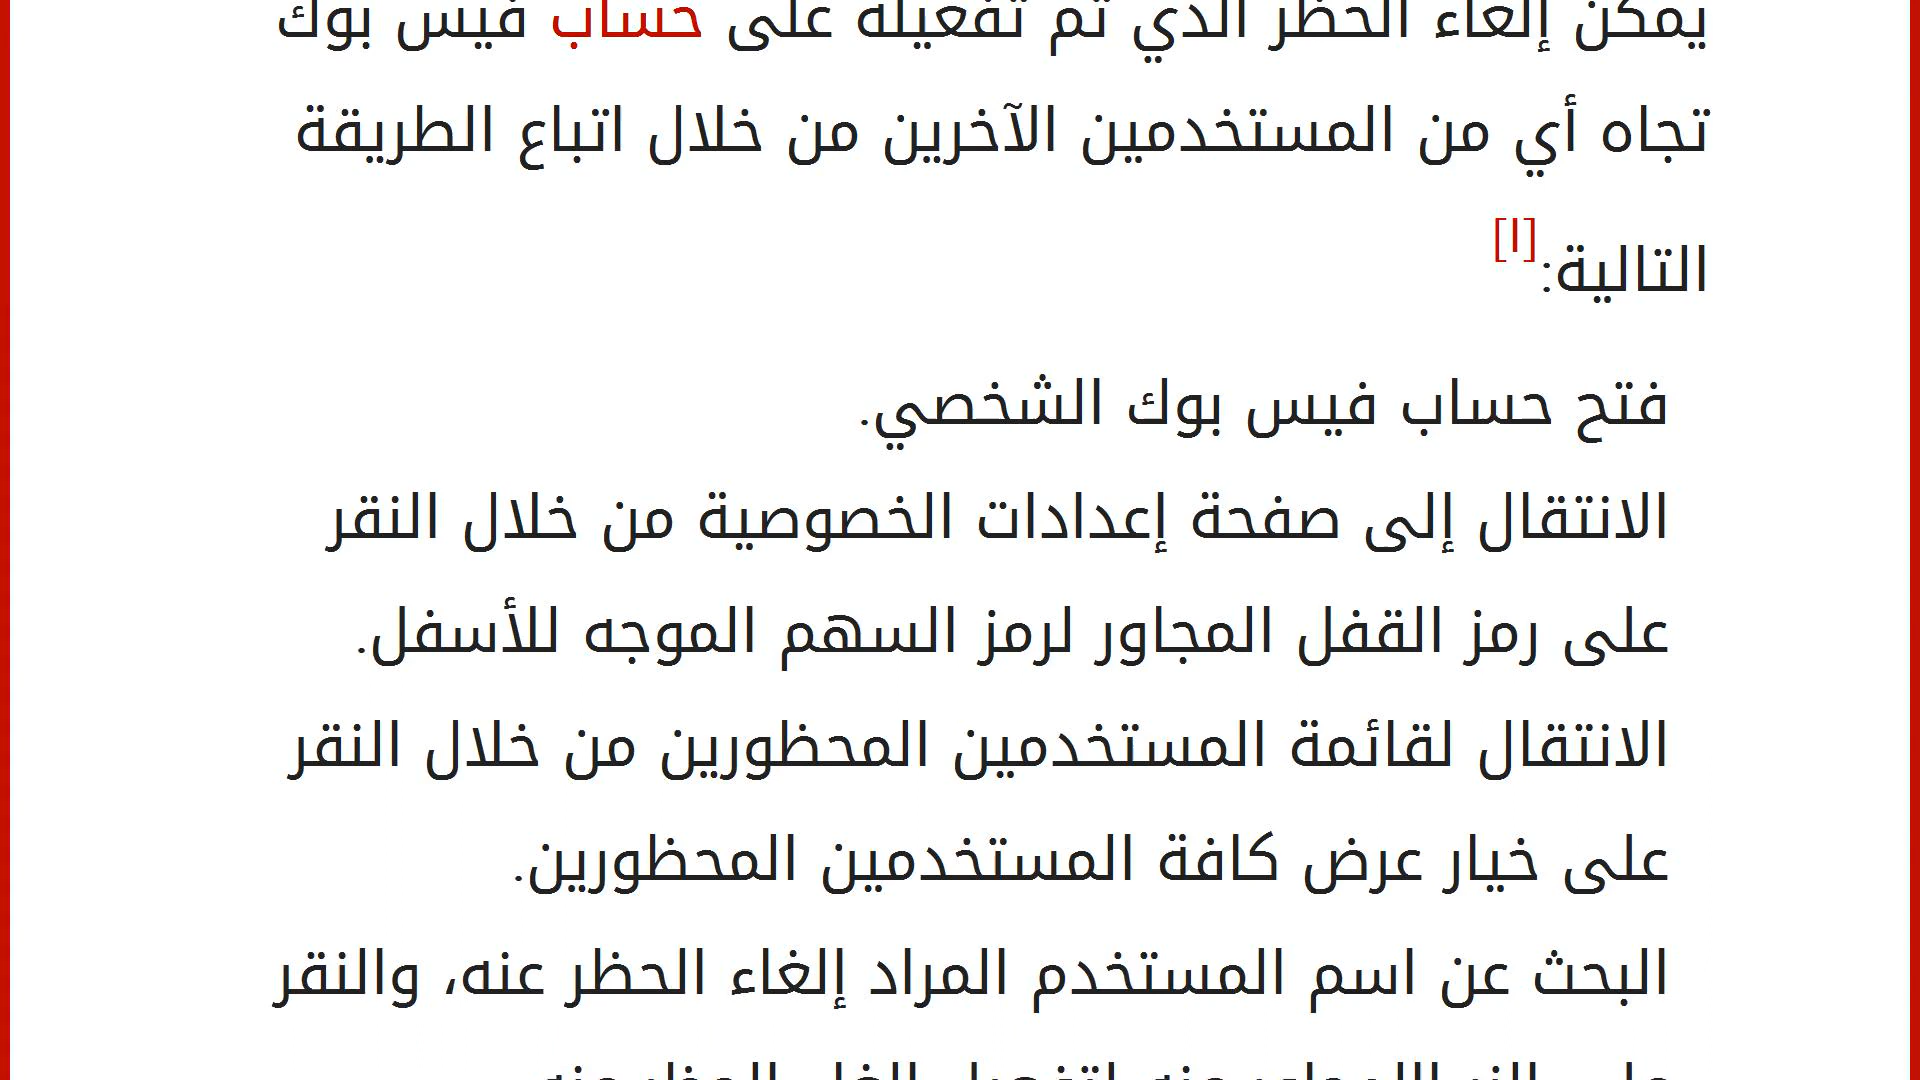 يمكن إلغاء الحظر الذي تم تفعيله على حساب فيس بوك
تجاه أي من المستخدمين الآخرين من خلال اتباع الطريقة
التالية:[١]
فتح حساب فيس بوك الشخصي.
الانتقال إلى صفحة إعدادات الخصوصية من خلال النقر
على رمز القفل المجاور لرمز السهم الموجه للأسفل.
الانتقال لقائمة المستخدمين المحظورين من خلال النقر
على خيار عرض كافة المستخدمين المحظورين.
البحث عن اسم المستخدم المراد إلغاء الحظر عنه، والنقر